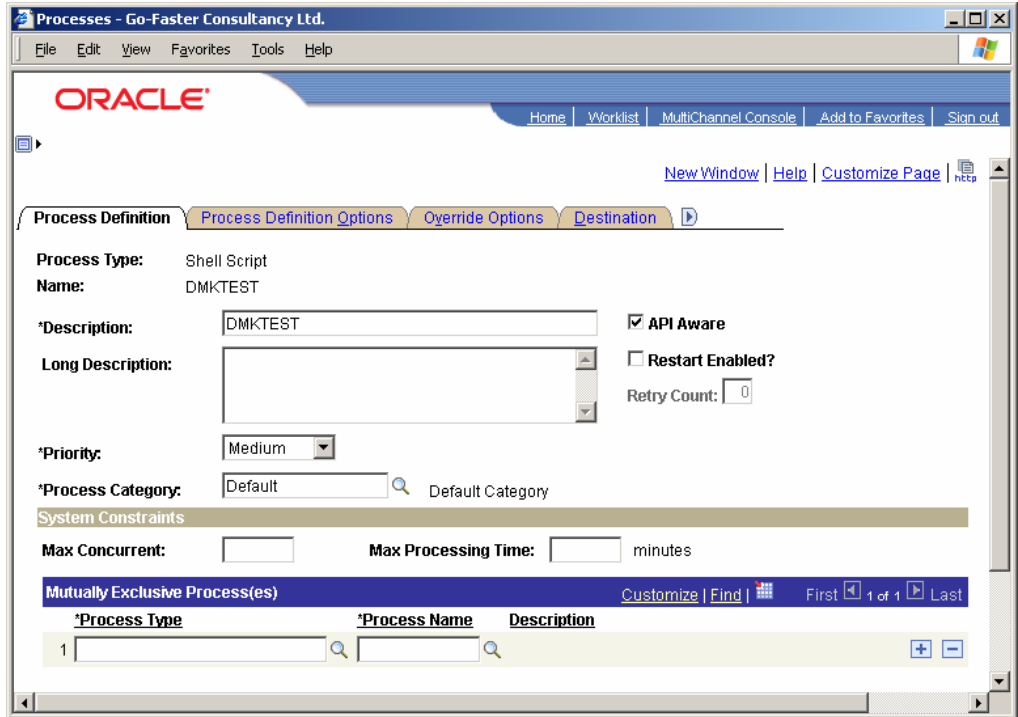 Processes - Go-Faster Consultancy Ltd.
File Edit View Favorites Tools Help
ORACLE
Home | Worklist | MultiChannel Console | Add to Favorites | Sign out
New Window | Help | Customize Page | http
Process Definition Process Definition Options Override Options Destination
Process Type: Shell Script
Name: DMKTEST
*Description: DMKTEST API Aware
Long Description: Restart Enabled?
Retry Count: 0
*Priority: Medium
*Process Category: Default Default Category
System Constraints
Max Concurrent: Max Processing Time: minutes
Mutually Exclusive Process(es) Customize | Find | First 1 of 1 Last
*Process Type *Process Name Description
1